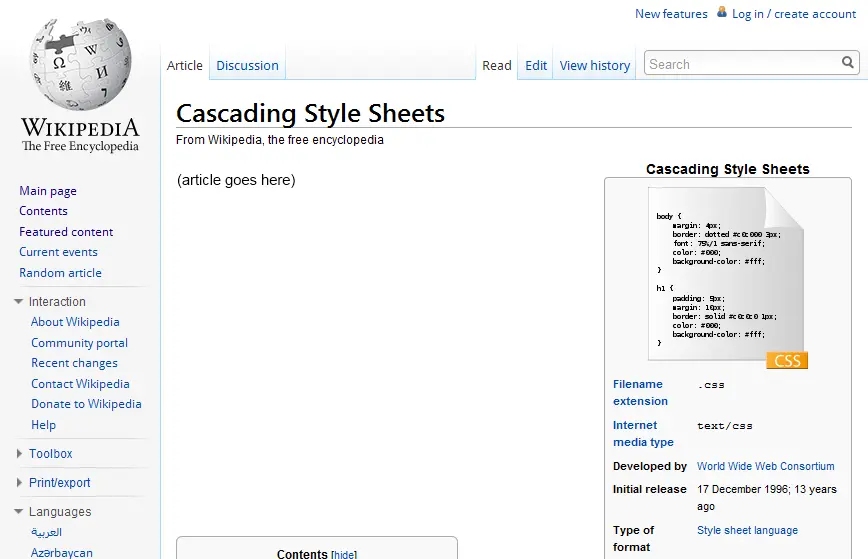 New features Log in / create account
Article Discussion Read Edit View history Search
WIKIPEDIA
The Free Encyclopedia
Main page
Contents
Featured content
Current events
Random article
Interaction
About Wikipedia
Community portal
Recent changes
Contact Wikipedia
Donate to Wikipedia
Help
Toolbox
Print/export
Languages
العربية
Azərbaycan
Cascading Style Sheets
From Wikipedia, the free encyclopedia
(article goes here)
Contents [hide]
Cascading Style Sheets
body {
margin: 4px;
border: dotted #c0c000 3px;
font: 75%/1 sans-serif;
color: #000;
background-color: #fff;
}
h1 {
padding: 5px;
margin: 10px;
border: solid #c0c0c0 1px;
color: #000;
background-color: #fff;
}
CSS
Filename .css
extension
Internet text/css
media type
Developed by World Wide Web Consortium
Initial release 17 December 1996; 13 years
ago
Type of Style sheet language
format